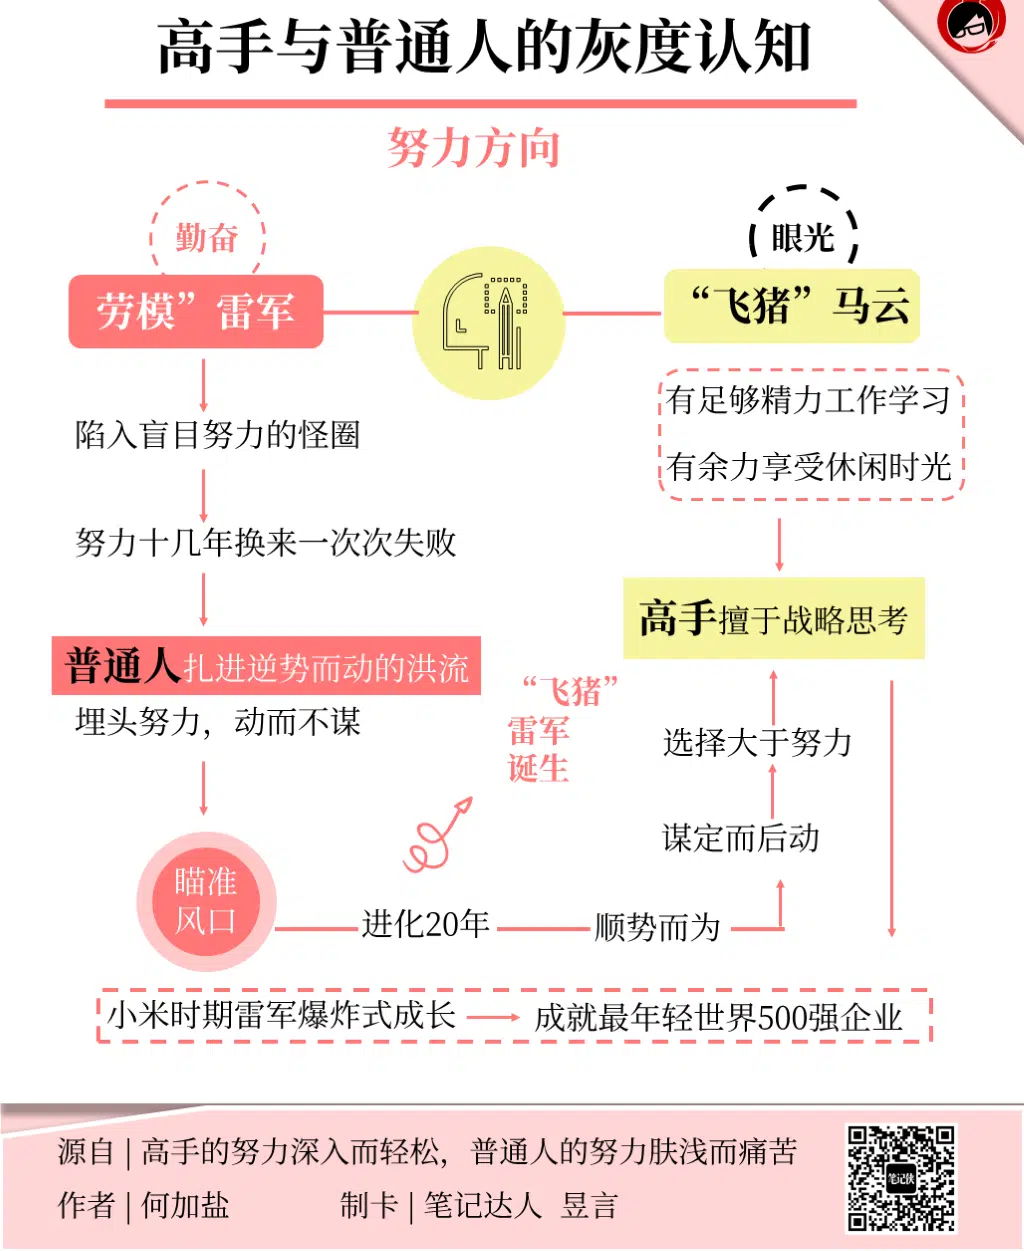 高手与普通人的灰度认知
努力方向
勤奋
劳模”雷军
陷入盲目努力的怪圈
努力十几年换来一次次失败
普通人扎进逆势而动的洪流
埋头努力，动而不谋
瞄准
风口
进化20年
顺势而为
谋定而后动
选择大于努力
“飞猪”
雷军
诞生
眼光
“飞猪”马云
有足够精力工作学习
有余力享受休闲时光
高手擅于战略思考
小米时期雷军爆炸式成长
成就最年轻世界500强企业
源自 | 高手的努力深入而轻松，普通人的努力肤浅而痛苦
作者 | 何加盐
制卡 | 笔记达人 昱言
笔记侠